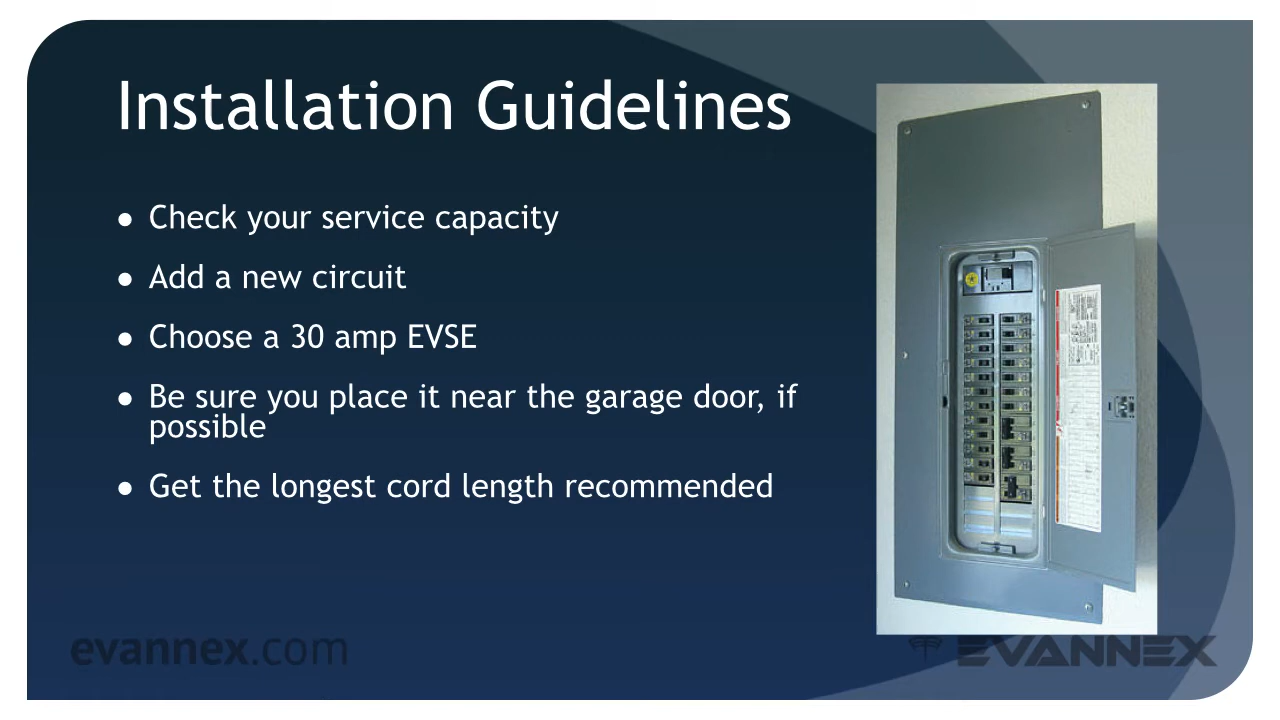 Installation Guidelines
● Check your service capacity
● Add a new circuit
● Choose a 30 amp EVSE
● Be sure you place it near the garage door, if
possible
● Get the longest cord length recommended
evannex.com
EVANNEX